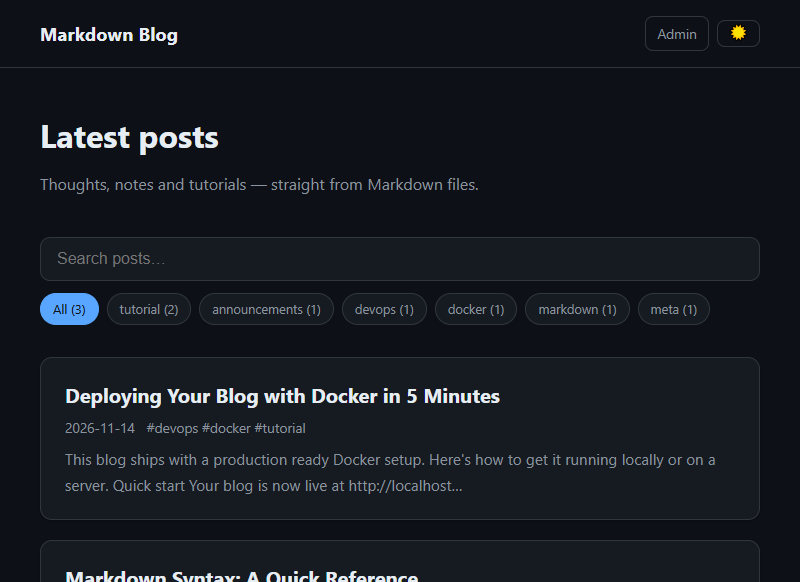 Markdown Blog
Admin
Latest posts
Thoughts, notes and tutorials — straight from Markdown files.
Search posts…
All (3) tutorial (2) announcements (1) devops (1) docker (1) markdown (1) meta (1)
Deploying Your Blog with Docker in 5 Minutes
2026-11-14 #devops #docker #tutorial
This blog ships with a production ready Docker setup. Here's how to get it running locally or on a
server. Quick start Your blog is now live at http://localhost…
Markdown Syntax: A Quick Reference